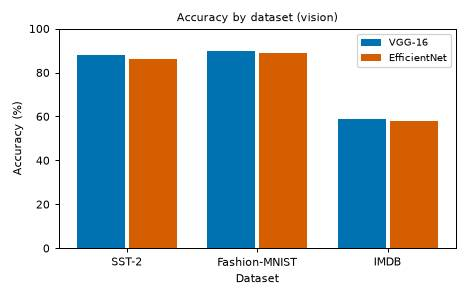 Accuracy by dataset (vision)
VGG-16
EfficientNet
Accuracy (%)
100
80
60
40
20
0
SST-2 Fashion-MNIST IMDB
Dataset